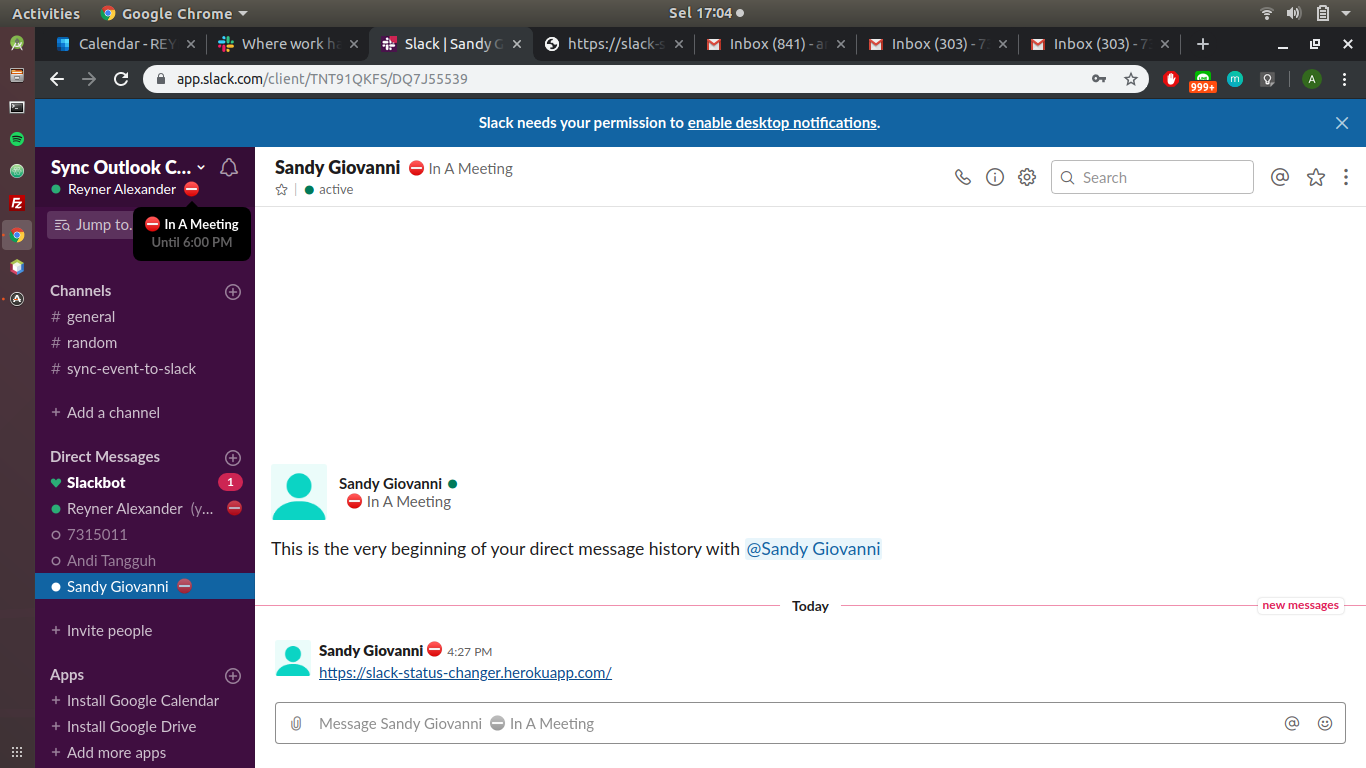 Activities Google Chrome Sel 17:04
Calendar - REY Where work ha Slack | Sandy G https://slack-s Inbox (841) - a Inbox (303) - 7 Inbox (303) - 7
app.slack.com/client/TNT91QKFS/DQ7J55539 999+ m A
Slack needs your permission to enable desktop notifications.
Sync Outlook C...
Reyner Alexander
In A Meeting
Until 6:00 PM
Jump to.
Channels
# general
# random
# sync-event-to-slack
+ Add a channel
Direct Messages
Slackbot 1
Reyner Alexander (y...
7315011
Andi Tangguh
Sandy Giovanni
+ Invite people
Apps
+ Install Google Calendar
+ Install Google Drive
+ Add more apps
Sandy Giovanni In A Meeting
active
Search
Sandy Giovanni
In A Meeting
This is the very beginning of your direct message history with @Sandy Giovanni
Today new messages
Sandy Giovanni 4:27 PM
https://slack-status-changer.herokuapp.com/
Message Sandy Giovanni In A Meeting